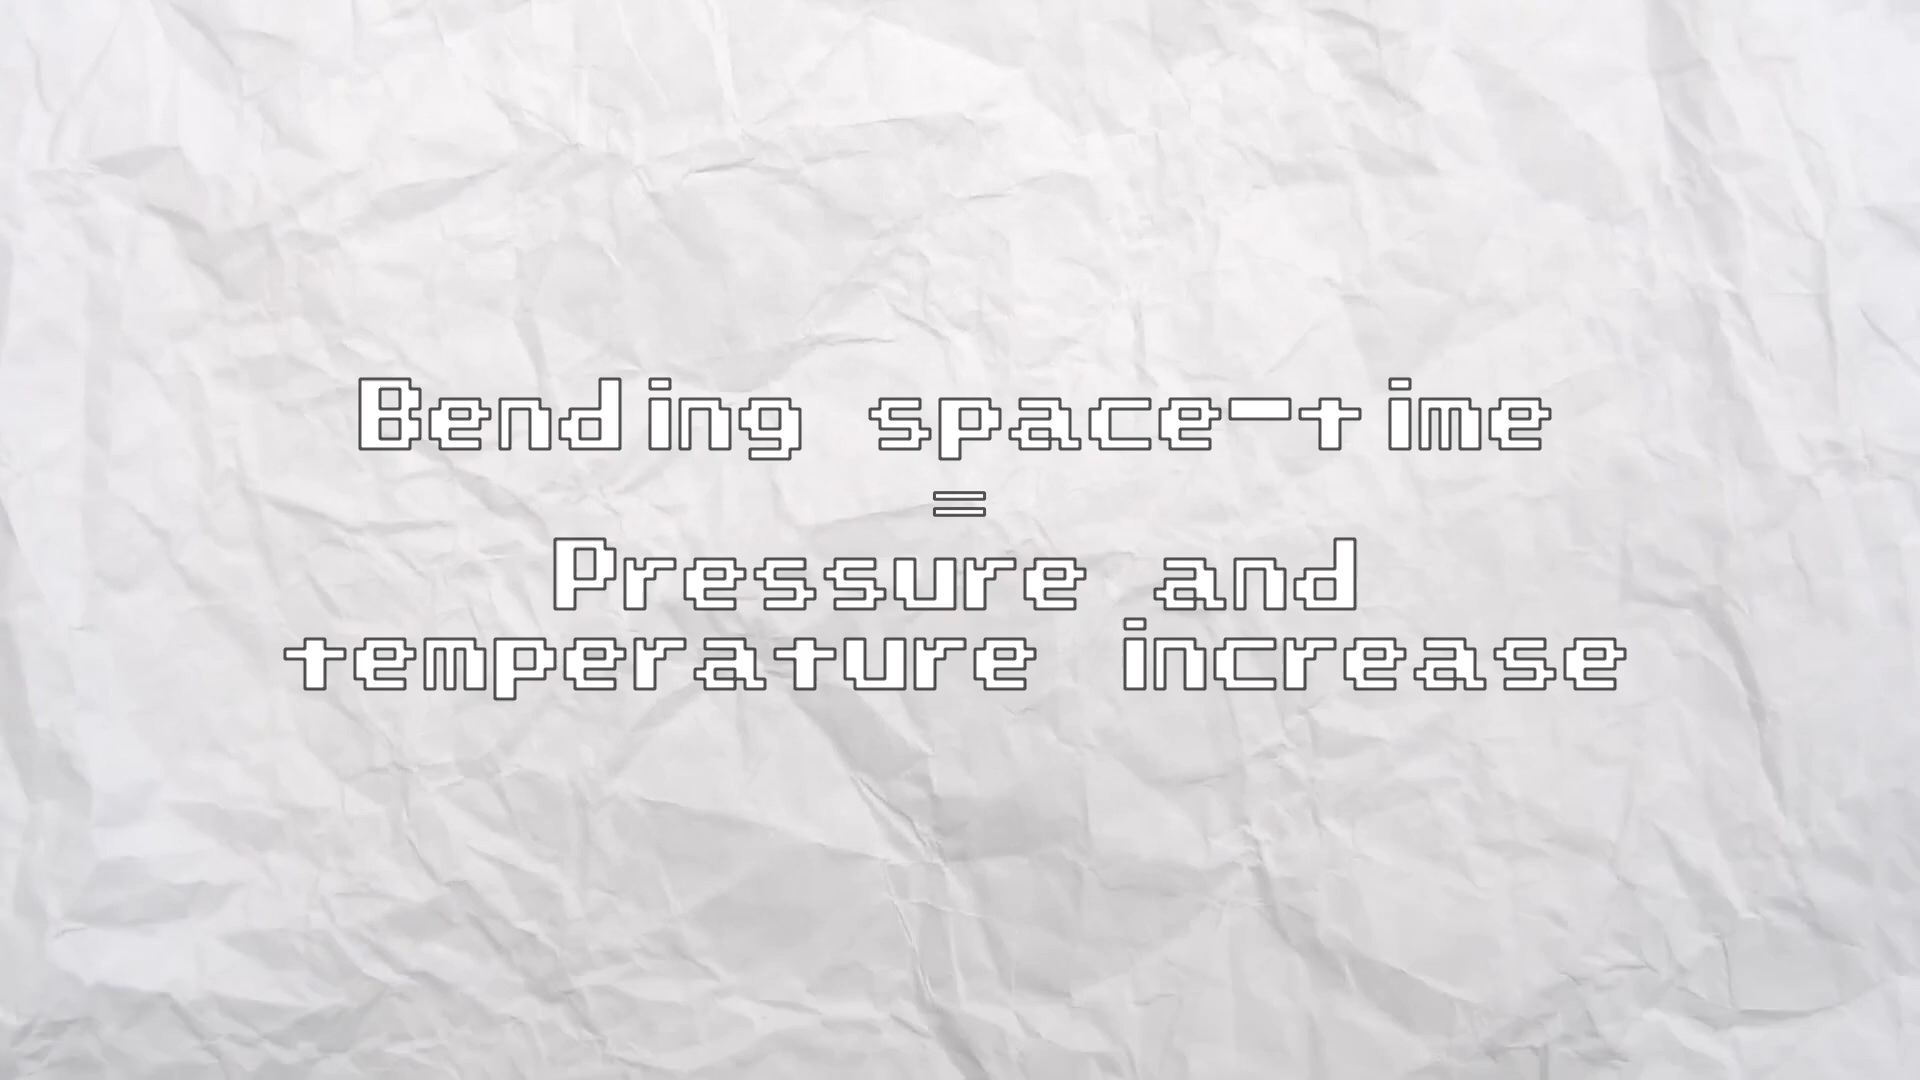 Bending space-time
=
Pressure and
temperature increase